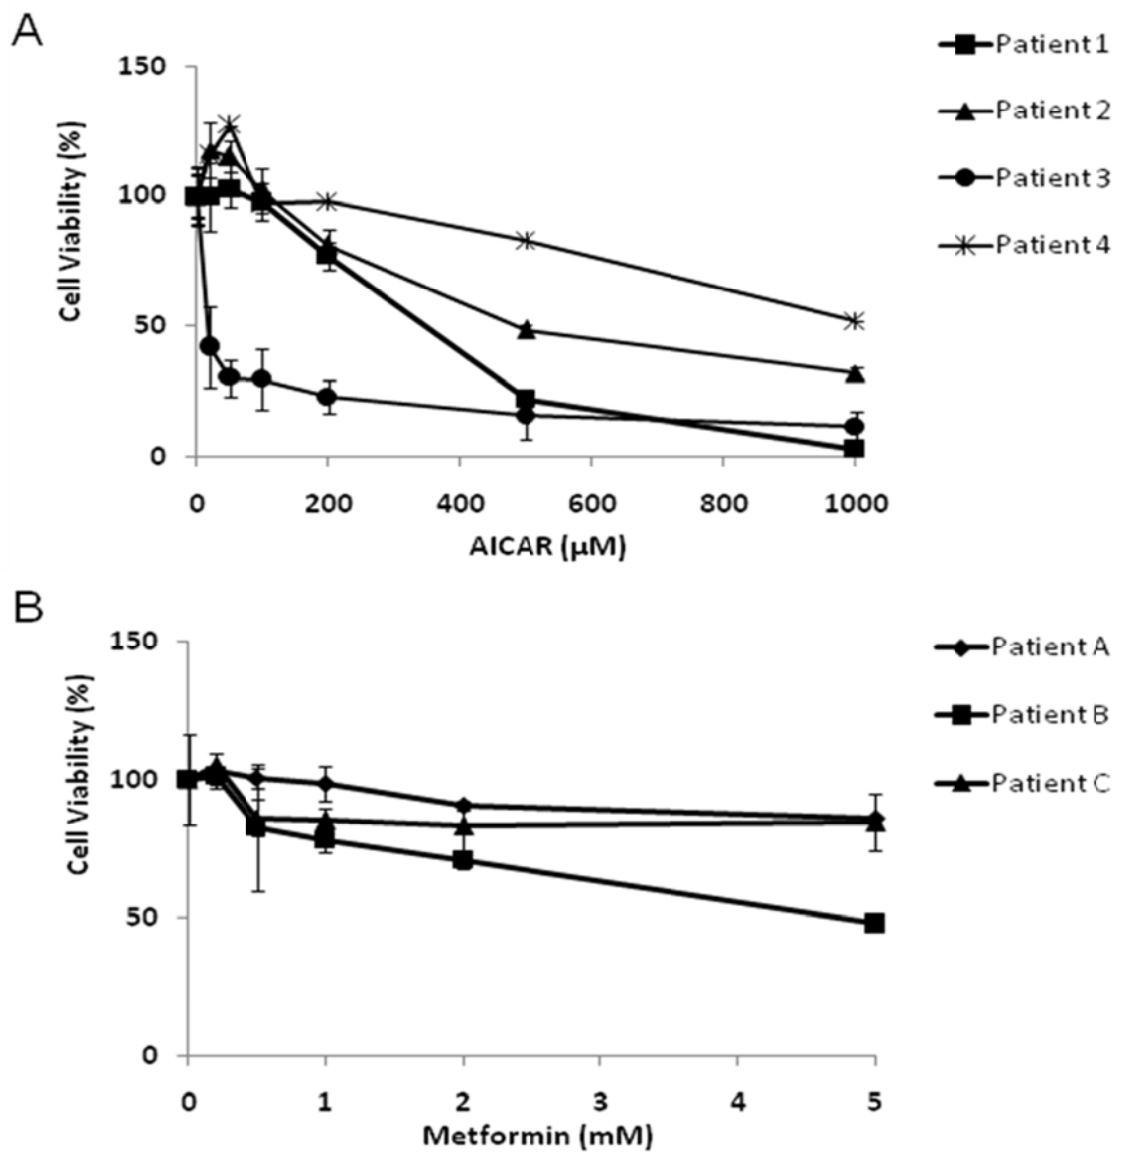 A
150
100
50
0
Cell Viability (%)
0 200 400 600 800 1000
AICAR (μM)
Patient 1
Patient 2
Patient 3
Patient 4
B
150
100
50
0
Cell Viability (%)
0 1 2 3 4 5
Metformin (mM)
Patient A
Patient B
Patient C